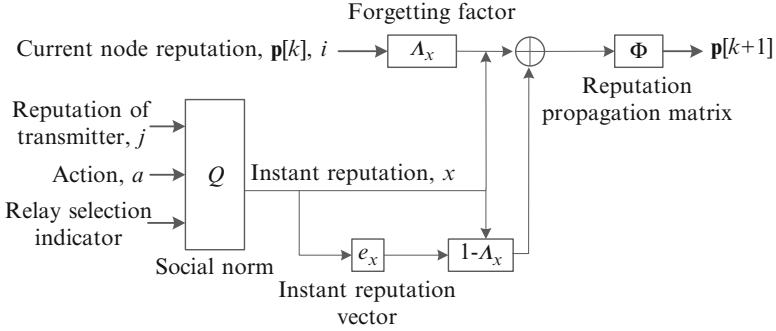 Forgetting factor
Current node reputation, p[k], i
Λx
Φ
p[k+1]
Reputation
propagation matrix
Reputation of
transmitter, j
Action, a
Relay selection
indicator
Q
Social norm
Instant reputation, x
ex
1-Λx
Instant reputation
vector